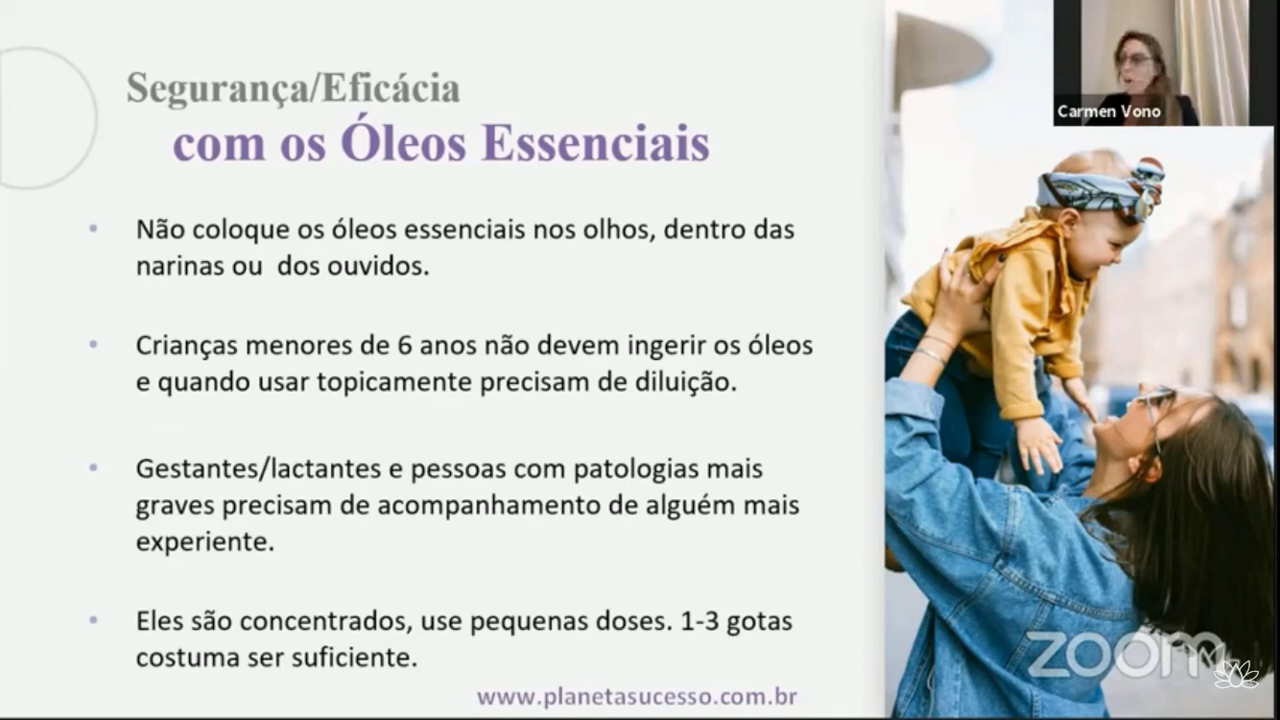 Segurança/Eficácia
com os Óleos Essenciais
• Não coloque os óleos essenciais nos olhos, dentro das
narinas ou  dos ouvidos.
• Crianças menores de 6 anos não devem ingerir os óleos
e quando usar topicamente precisam de diluição.
• Gestantes/lactantes e pessoas com patologias mais
graves precisam de acompanhamento de alguém mais
experiente.
• Eles são concentrados, use pequenas doses. 1-3 gotas
costuma ser suficiente.
www.planetasucesso.com.br
Carmen Vono
zoom